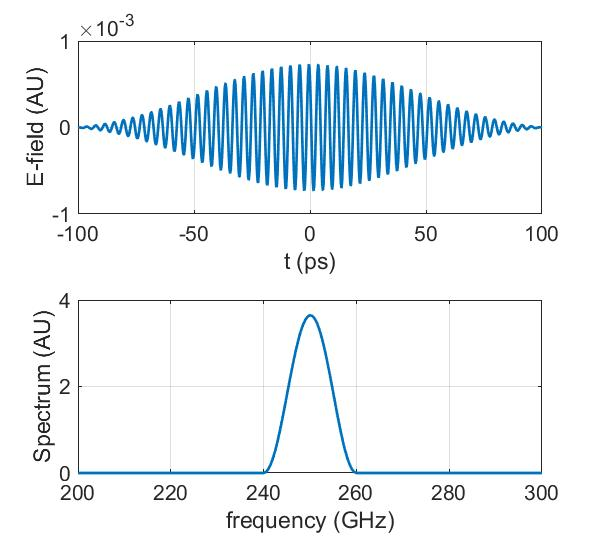 ×10⁻³
1
0
-1
E-field (AU)
-100 -50 0 50 100
t (ps)
4
2
0
Spectrum (AU)
200 220 240 260 280 300
frequency (GHz)